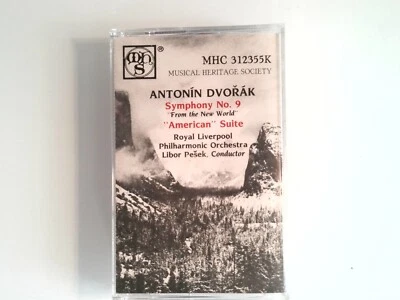 MHS
®
MHC 312355K
MUSICAL HERITAGE SOCIETY
ANTONÍN DVOŘÁK
Symphony No. 9
"From the New World"
"American" Suite
Royal Liverpool
Philharmonic Orchestra
Libor Pešek, Conductor